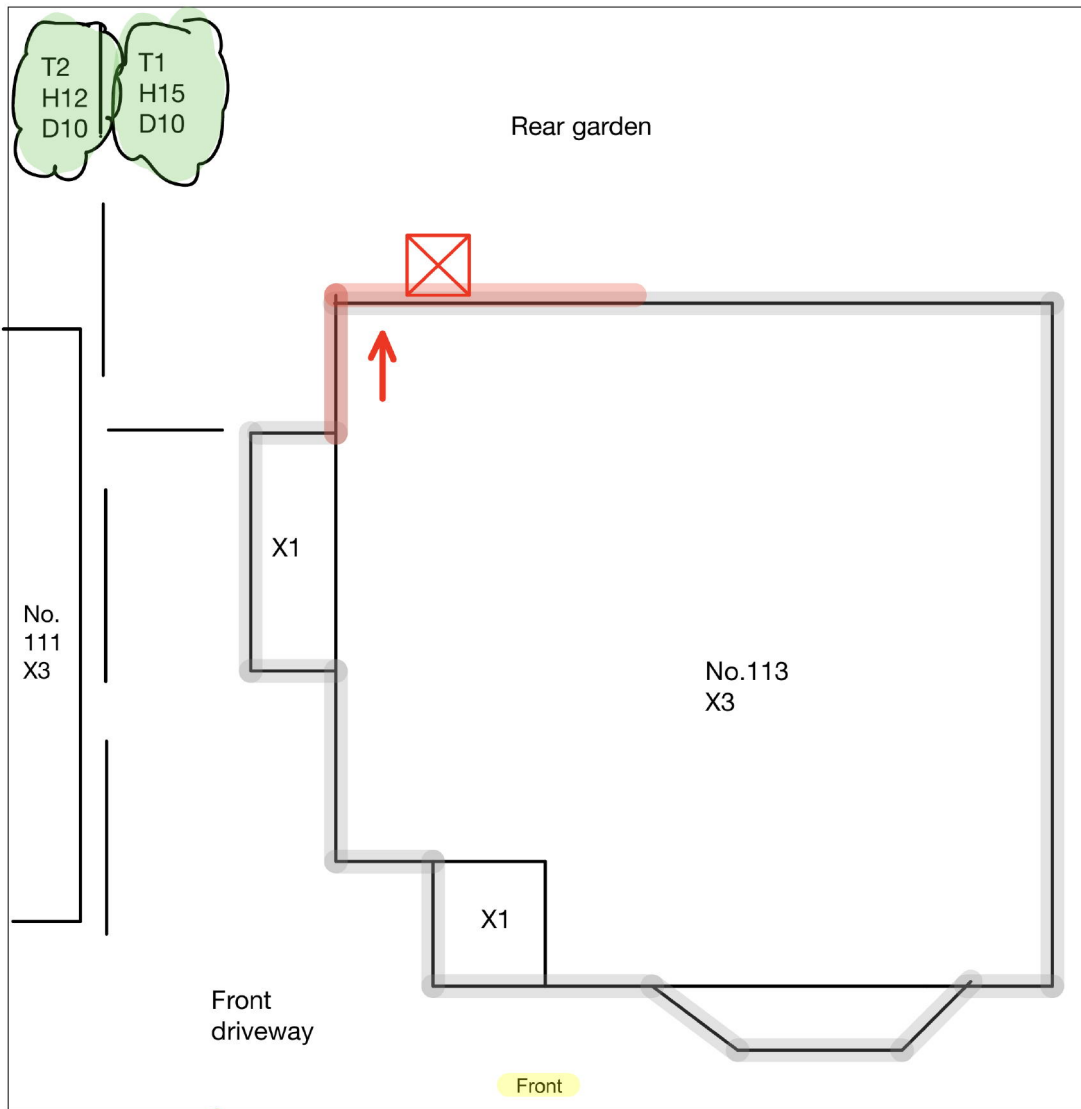 T2
H12
D10
T1
H15
D10
Rear garden
X1
No.
111
X3
No.113
X3
X1
Front
driveway
Front